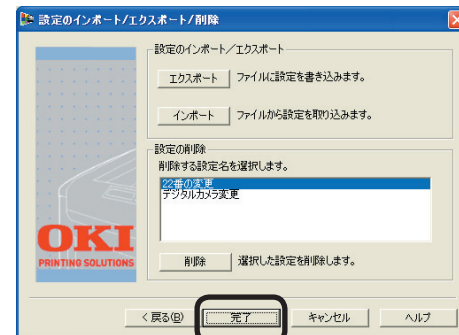 設定のインポート/エクスポート/削除
設定のインポート／エクスポート
エクスポート ファイルに設定を書き込みます。
インポート ファイルから設定を取り込みます。
設定の削除
削除する設定名を選択します。
22番の変更
デジタルカメラ変更
OKI
PRINTING SOLUTIONS
削除 選択した設定を削除します。
< 戻る(B) 完了 キャンセル ヘルプ